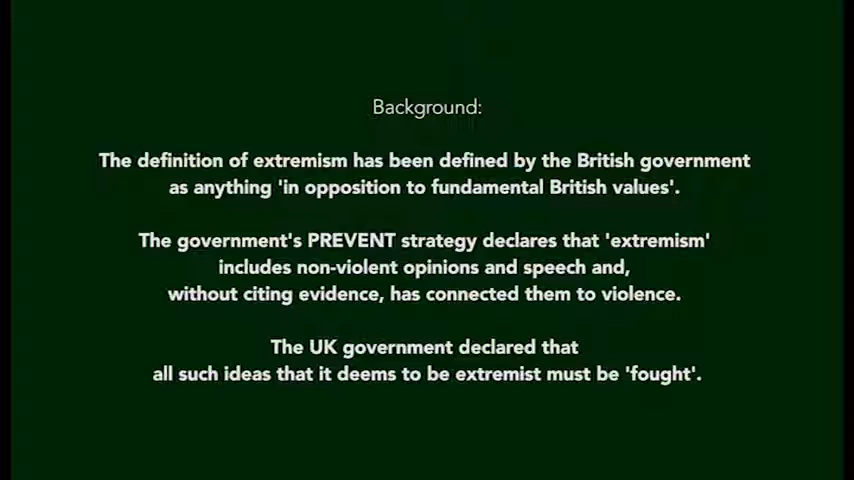 Background:
The definition of extremism has been defined by the British government
as anything 'in opposition to fundamental British values'.
The government's PREVENT strategy declares that 'extremism'
includes non-violent opinions and speech and,
without citing evidence, has connected them to violence.
The UK government declared that
all such ideas that it deems to be extremist must be 'fought'.